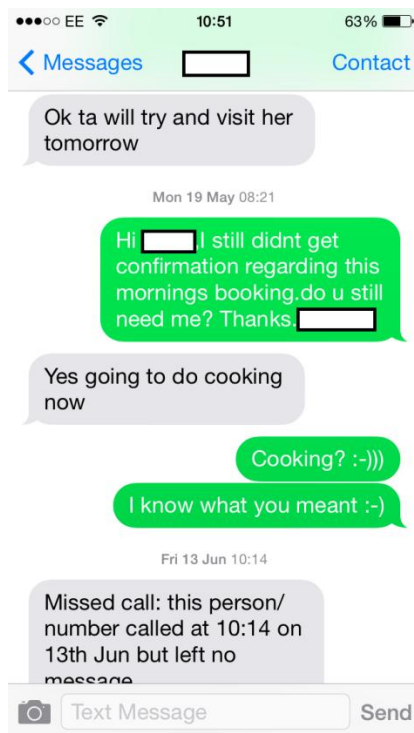 EE 10:51 63%
Messages Contact
Ok ta will try and visit her
tomorrow
Mon 19 May 08:21
Hi ,I still didnt get
confirmation regarding this
mornings booking.do u still
need me? Thanks.
Yes going to do cooking
now
Cooking? :-)))
I know what you meant :-)
Fri 13 Jun 10:14
Missed call: this person/
number called at 10:14 on
13th Jun but left no
message
Text Message Send